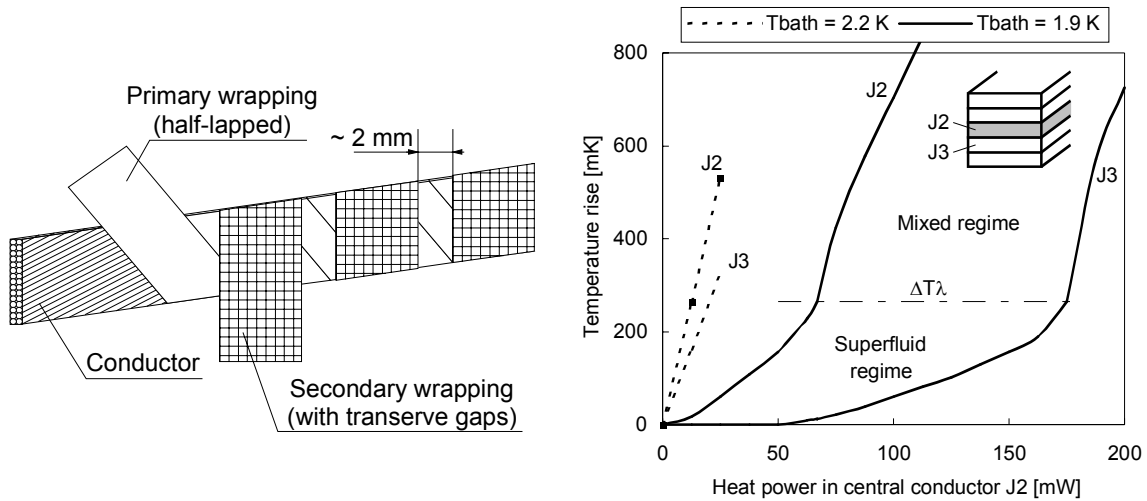 Primary wrapping
(half-lapped)
~ 2 mm
Conductor
Secondary wrapping
(with transerve gaps)
Tbath = 2.2 K
Tbath = 1.9 K
Temperature rise [mK]
800
600
400
200
0
J2
J3
J2
J3
J2
J3
Mixed regime
ΔTλ
Superfluid
regime
0
50
100
150
200
Heat power in central conductor J2 [mW]